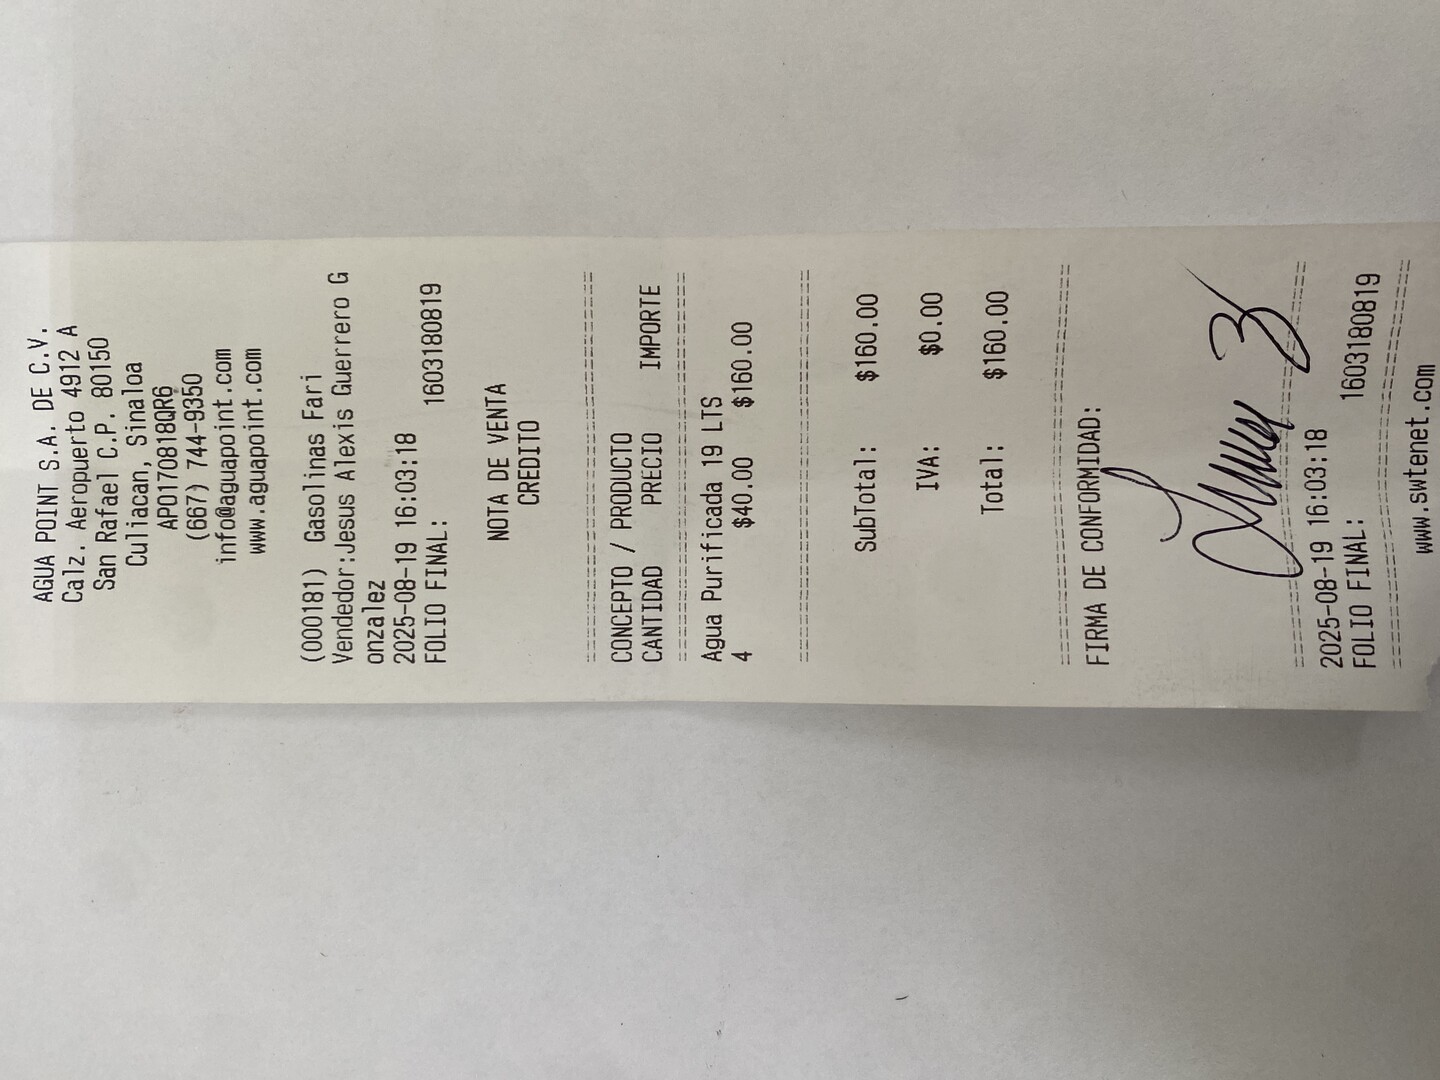 AGUA POINT S.A. DE C.V.
Calz. Aeropuerto 4912 A
San Rafael C.P. 80150
Culiacan, Sinaloa
APO170818QR6
(667) 744-9350
info@aguapoint.com
www.aguapoint.com
(000181) Gasolinas Fari
Vendedor:Jesus Alexis Guerrero G
onzalez
2025-08-19 16:03:18
FOLIO FINAL: 1603180819
NOTA DE VENTA
CREDITO
CONCEPTO / PRODUCTO
CANTIDAD PRECIO IMPORTE
Agua Purificada 19 LTS
4 $40.00 $160.00
SubTotal: $160.00
IVA: $0.00
Total: $160.00
FIRMA DE CONFORMIDAD:
2025-08-19 16:03:18
FOLIO FINAL: 1603180819
www.swtenet.com